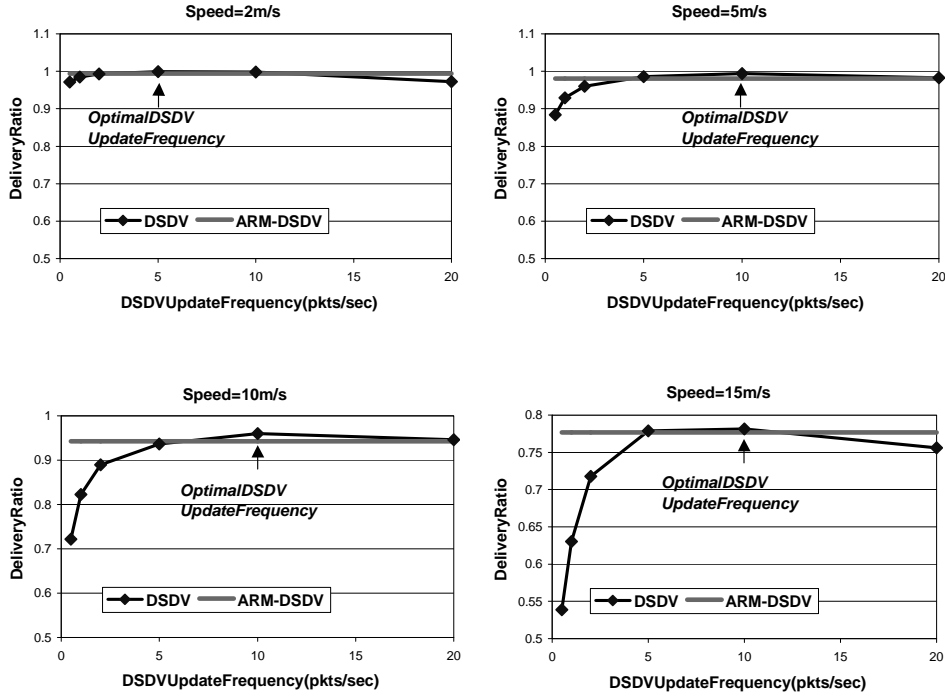 Speed=2m/s
1.1
1
0.9
0.8
0.7
0.6
0.5
DeliveryRatio
OptimalDSDV
UpdateFrequency
DSDV
ARM-DSDV
0
5
10
15
20
DSDVUpdateFrequency(pkts/sec)
Speed=5m/s
1.1
1
0.9
0.8
0.7
0.6
0.5
DeliveryRatio
OptimalDSDV
UpdateFrequency
DSDV
ARM-DSDV
0
5
10
15
20
DSDVUpdateFrequency(pkts/sec)
Speed=10m/s
1
0.9
0.8
0.7
0.6
0.5
DeliveryRatio
OptimalDSDV
UpdateFrequency
DSDV
ARM-DSDV
0
5
10
15
20
DSDVUpdateFrequency(pkts/sec)
Speed=15m/s
0.8
0.75
0.7
0.65
0.6
0.55
0.5
DeliveryRatio
OptimalDSDV
UpdateFrequency
DSDV
ARM-DSDV
0
5
10
15
20
DSDVUpdateFrequency(pkts/sec)